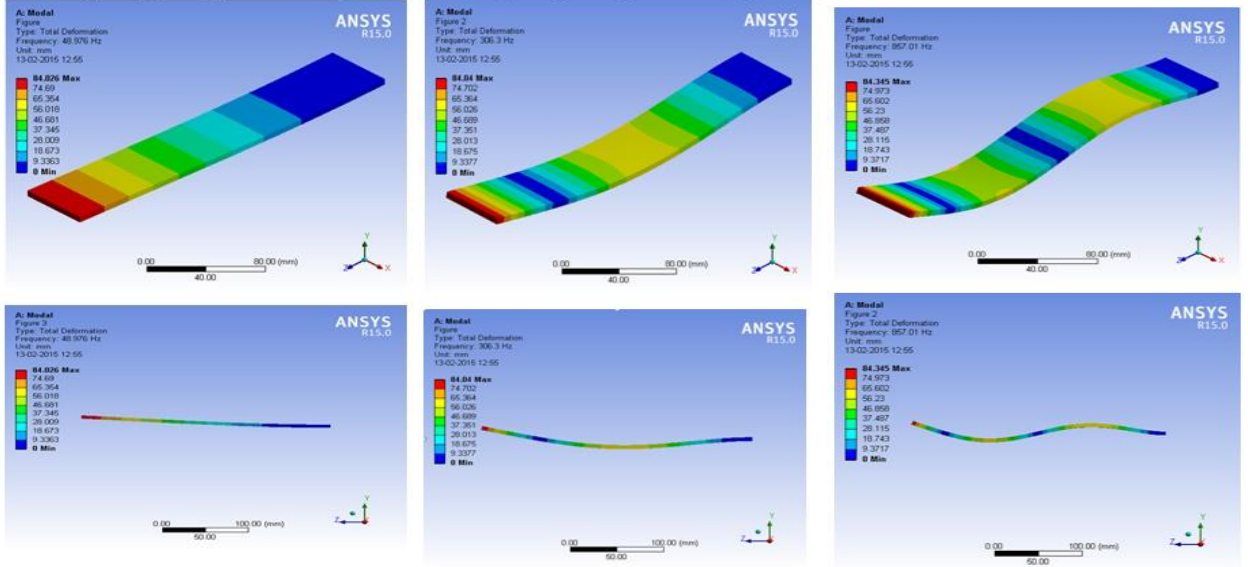 A: Modal
Figure
Type: Total Deformation
Frequency: 48.976 Hz
Unit: mm
13-02-2015 12:55
ANSYS
R15.0
84.026 Max
74.69
65.354
56.018
46.681
37.345
28.009
18.673
9.3363
0 Min
0.00
80.00 (mm)
40.00
Y
Z
X
A: Modal
Figure 2
Type: Total Deformation
Frequency: 306.3 Hz
Unit: mm
13-02-2015 12:55
ANSYS
R15.0
84.04 Max
74.702
65.364
56.026
46.689
37.351
28.013
18.675
9.3377
0 Min
0.00
80.00 (mm)
40.00
Y
Z
X
A: Modal
Figure
Type: Total Deformation
Frequency: 857.01 Hz
Unit: mm
13-02-2015 12:55
ANSYS
R15.0
84.345 Max
74.973
65.602
56.23
46.858
37.487
28.115
18.743
9.3717
0 Min
0.00
80.00 (mm)
40.00
Y
Z
X
A: Modal
Figure 3
Type: Total Deformation
Frequency: 48.976 Hz
Unit: mm
13-02-2015 12:55
ANSYS
R15.0
84.026 Max
74.69
65.354
56.018
46.681
37.345
28.009
18.673
9.3363
0 Min
0.00
100.00 (mm)
50.00
Y
Z
A: Modal
Figure
Type: Total Deformation
Frequency: 306.3 Hz
Unit: mm
13-02-2015 12:55
ANSYS
R15.0
84.04 Max
74.702
65.364
56.026
46.689
37.351
28.013
18.675
9.3377
0 Min
0.00
100.00 (mm)
50.00
Y
Z
A: Modal
Figure 2
Type: Total Deformation
Frequency: 857.01 Hz
Unit: mm
13-02-2015 12:55
ANSYS
R15.0
84.345 Max
74.973
65.602
56.23
46.858
37.487
28.115
18.743
9.3717
0 Min
0.00
100.00 (mm)
50.00
Y
Z